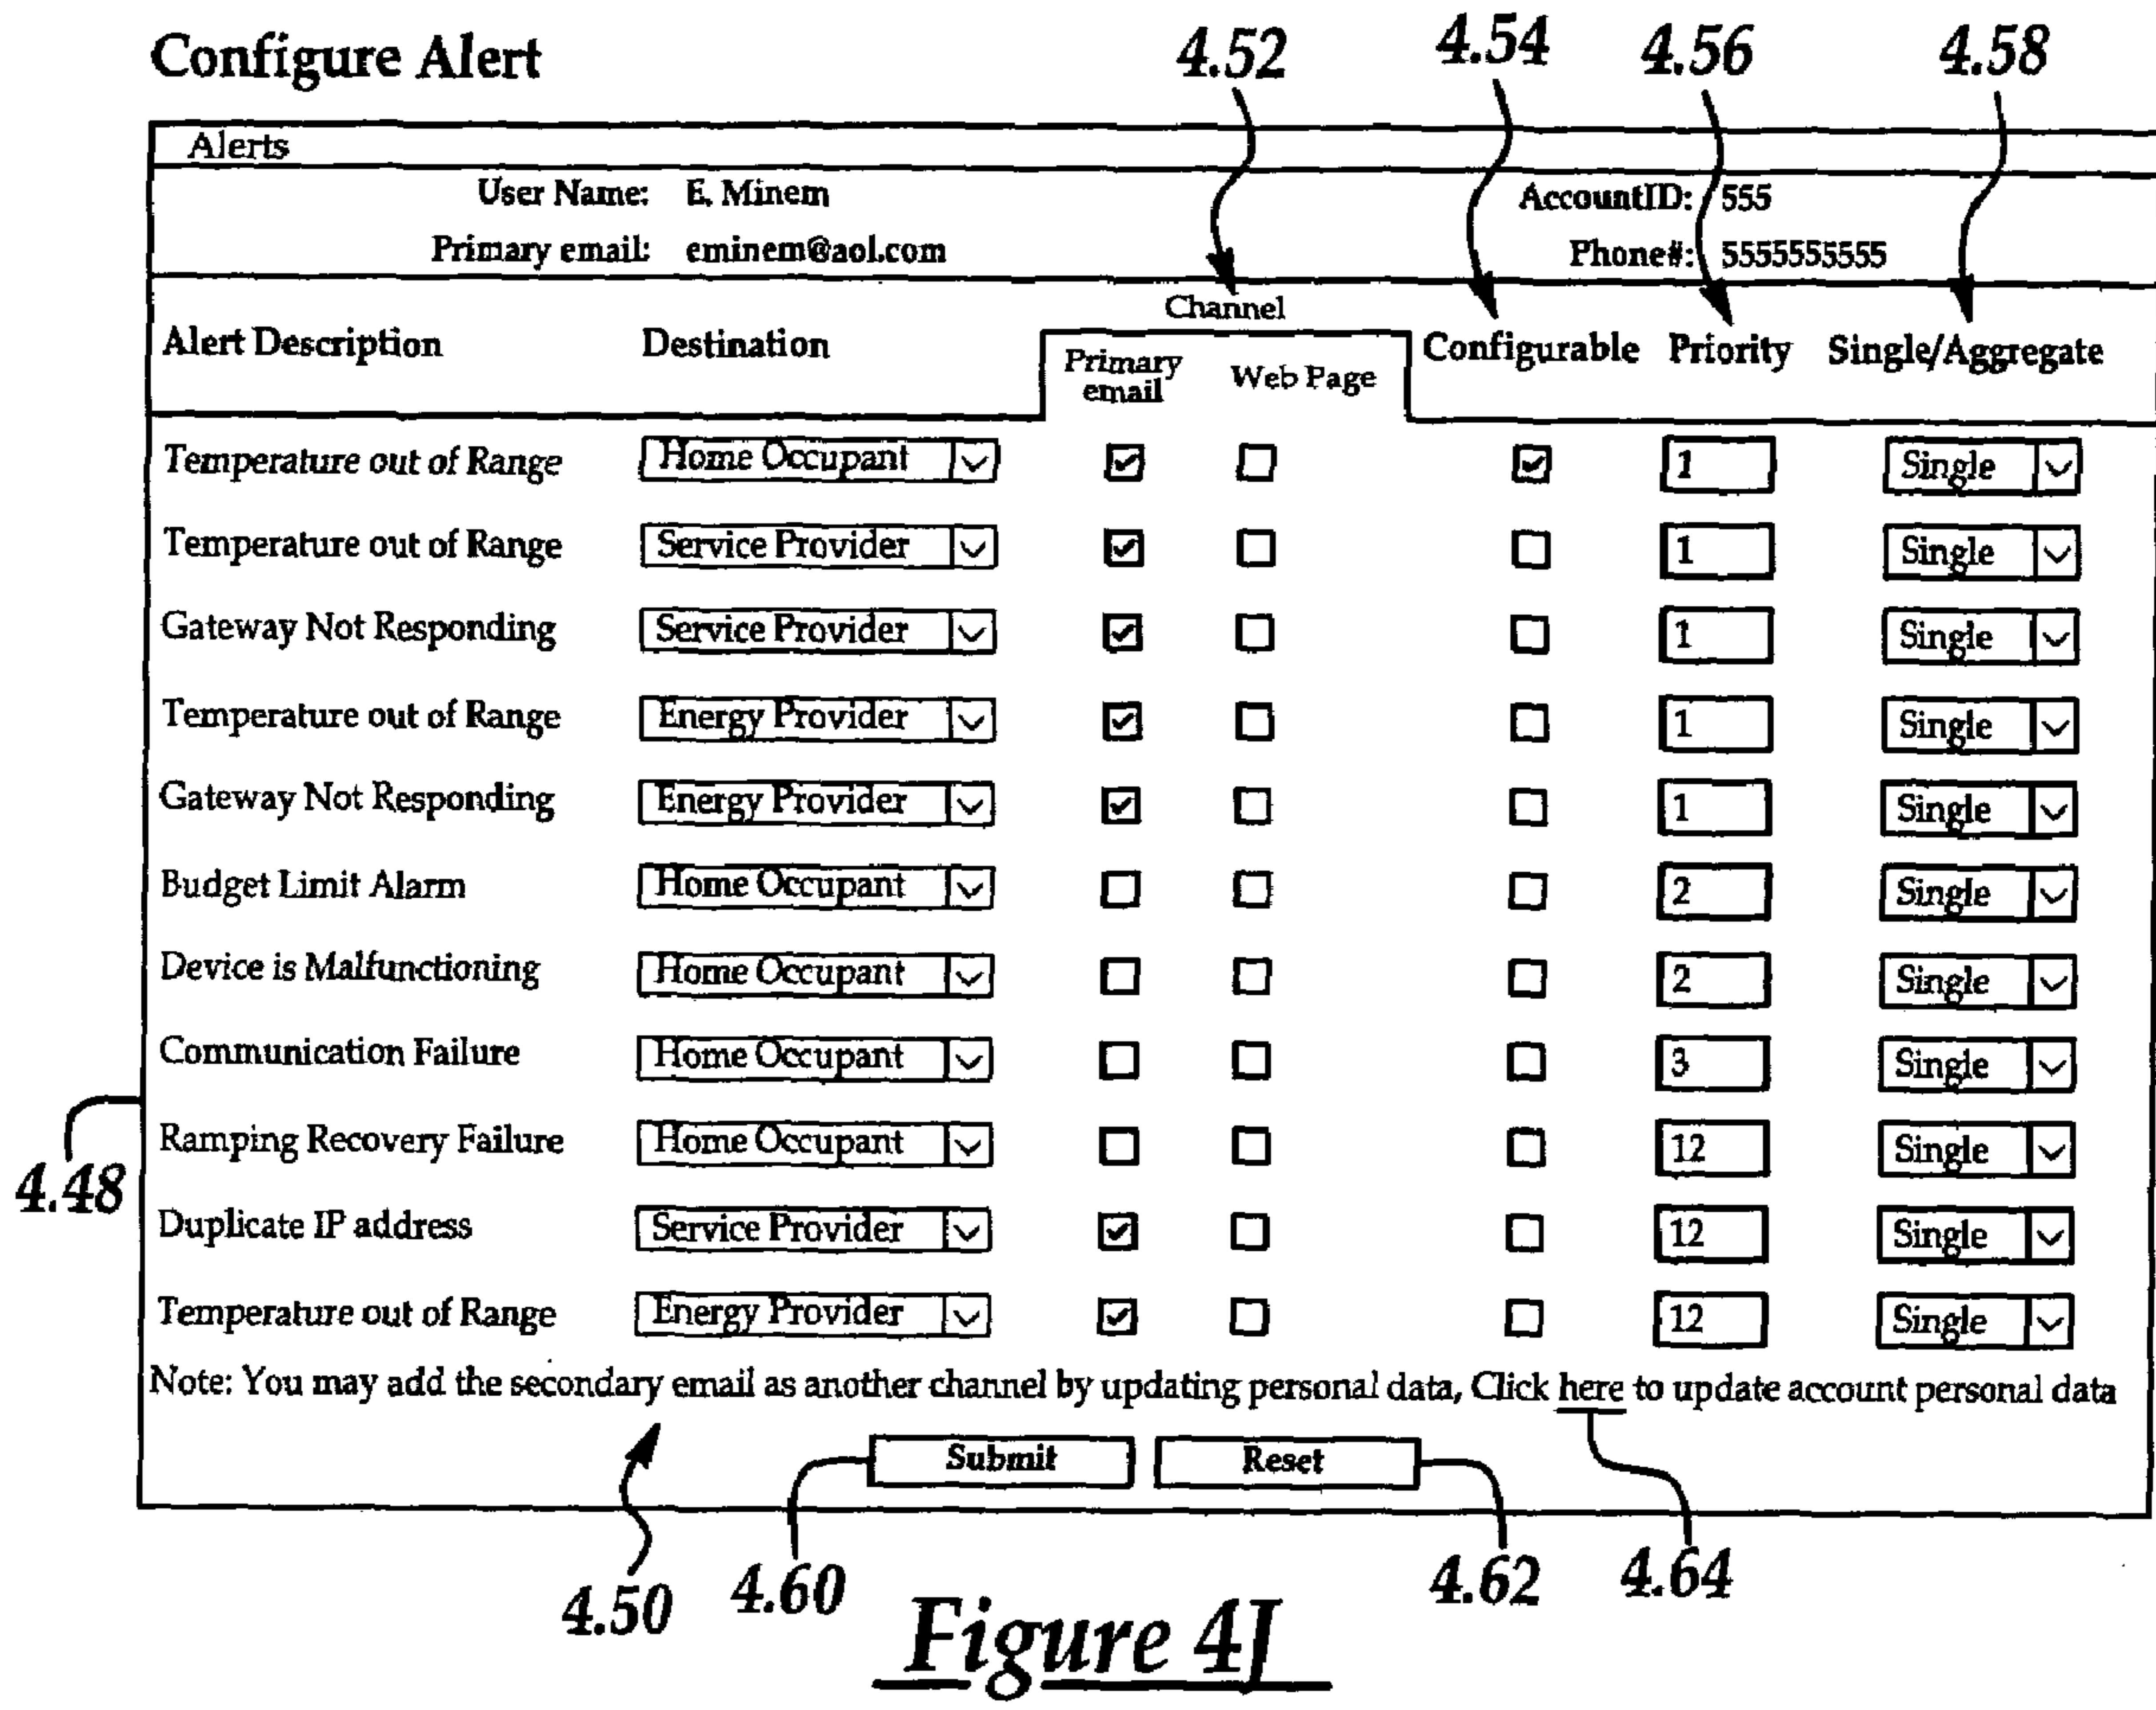 Configure Alert
4.52 4.54 4.56 4.58
Alerts
User Name: E. Minem AccountID: 555
Primary email: eminem@aol.com Phone#: 5555555555
Channel
Alert Description Destination Primary email Web Page Configurable Priority Single/Aggregate
Temperature out of Range Home Occupant 1 Single
Temperature out of Range Service Provider 1 Single
Gateway Not Responding Service Provider 1 Single
Temperature out of Range Energy Provider 1 Single
Gateway Not Responding Energy Provider 1 Single
Budget Limit Alarm Home Occupant 2 Single
Device is Malfunctioning Home Occupant 2 Single
Communication Failure Home Occupant 3 Single
Ramping Recovery Failure Home Occupant 12 Single
4.48
Duplicate IP address Service Provider 12 Single
Temperature out of Range Energy Provider 12 Single
Note: You may add the secondary email as another channel by updating personal data, Click here to update account personal data
Submit Reset
4.50 4.60 4.62 4.64
Figure 4J